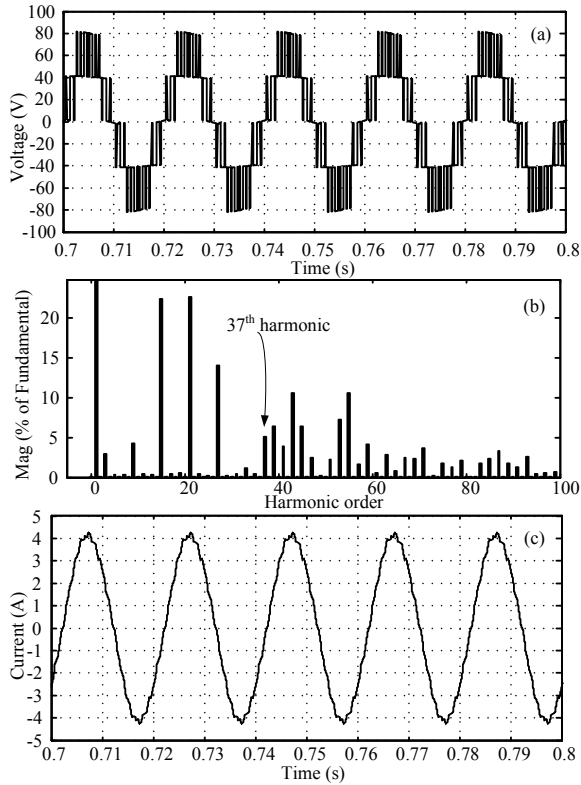 100
80
60
40
20
0
-20
-40
-60
-80
-100
Voltage (V)
(a)
0.7 0.71 0.72 0.73 0.74 0.75 0.76 0.77 0.78 0.79 0.8
Time (s)
20
15
10
5
0
Mag (% of Fundamental)
(b)
37th harmonic
0 20 40 60 80 100
Harmonic order
5
4
3
2
1
0
-1
-2
-3
-4
-5
Current (A)
(c)
0.7 0.71 0.72 0.73 0.74 0.75 0.76 0.77 0.78 0.79 0.8
Time (s)